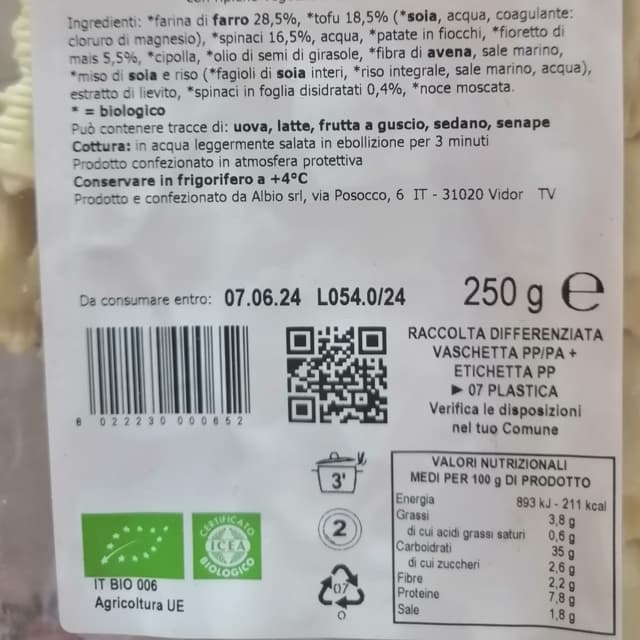 Ingredienti: *farina di farro 28,5%, *tofu 18,5% (*soia, acqua, coagulante:
cloruro di magnesio), *spinaci 16,5%, acqua, *patate in fiocchi, *fioretto di
mais 5,5%, *cipolla, *olio di semi di girasole, *fibra di avena, sale marino,
*miso di soia e riso (*fagioli di soia interi, *riso integrale, sale marino, acqua),
estratto di lievito, *spinaci in foglia disidratati 0,4%, *noce moscata.
* = biologico
Può contenere tracce di: uova, latte, frutta a guscio, sedano, senape
Cottura: in acqua leggermente salata in ebollizione per 3 minuti
Prodotto confezionato in atmosfera protettiva
Conservare in frigorifero a +4°C
Prodotto e confezionato da Albio srl, via Posocco, 6 IT - 31020 Vidor TV
Da consumare entro: 07.06.24 L054.0/24
250 g e
RACCOLTA DIFFERENZIATA
VASCHETTA PP/PA +
ETICHETTA PP
► 07 PLASTICA
Verifica le disposizioni
nel tuo Comune
8 022230 000652
3'
2
07
O
CERTIFICATO
ICEA
BIOLOGICO
IT BIO 006
Agricoltura UE
VALORI NUTRIZIONALI
MEDI PER 100 g DI PRODOTTO
Energia 893 kJ - 211 kcal
Grassi 3,8 g
di cui acidi grassi saturi 0,6 g
Carboidrati 35 g
di cui zuccheri 2,6 g
Fibre 2,2 g
Proteine 7,8 g
Sale 1,8 g